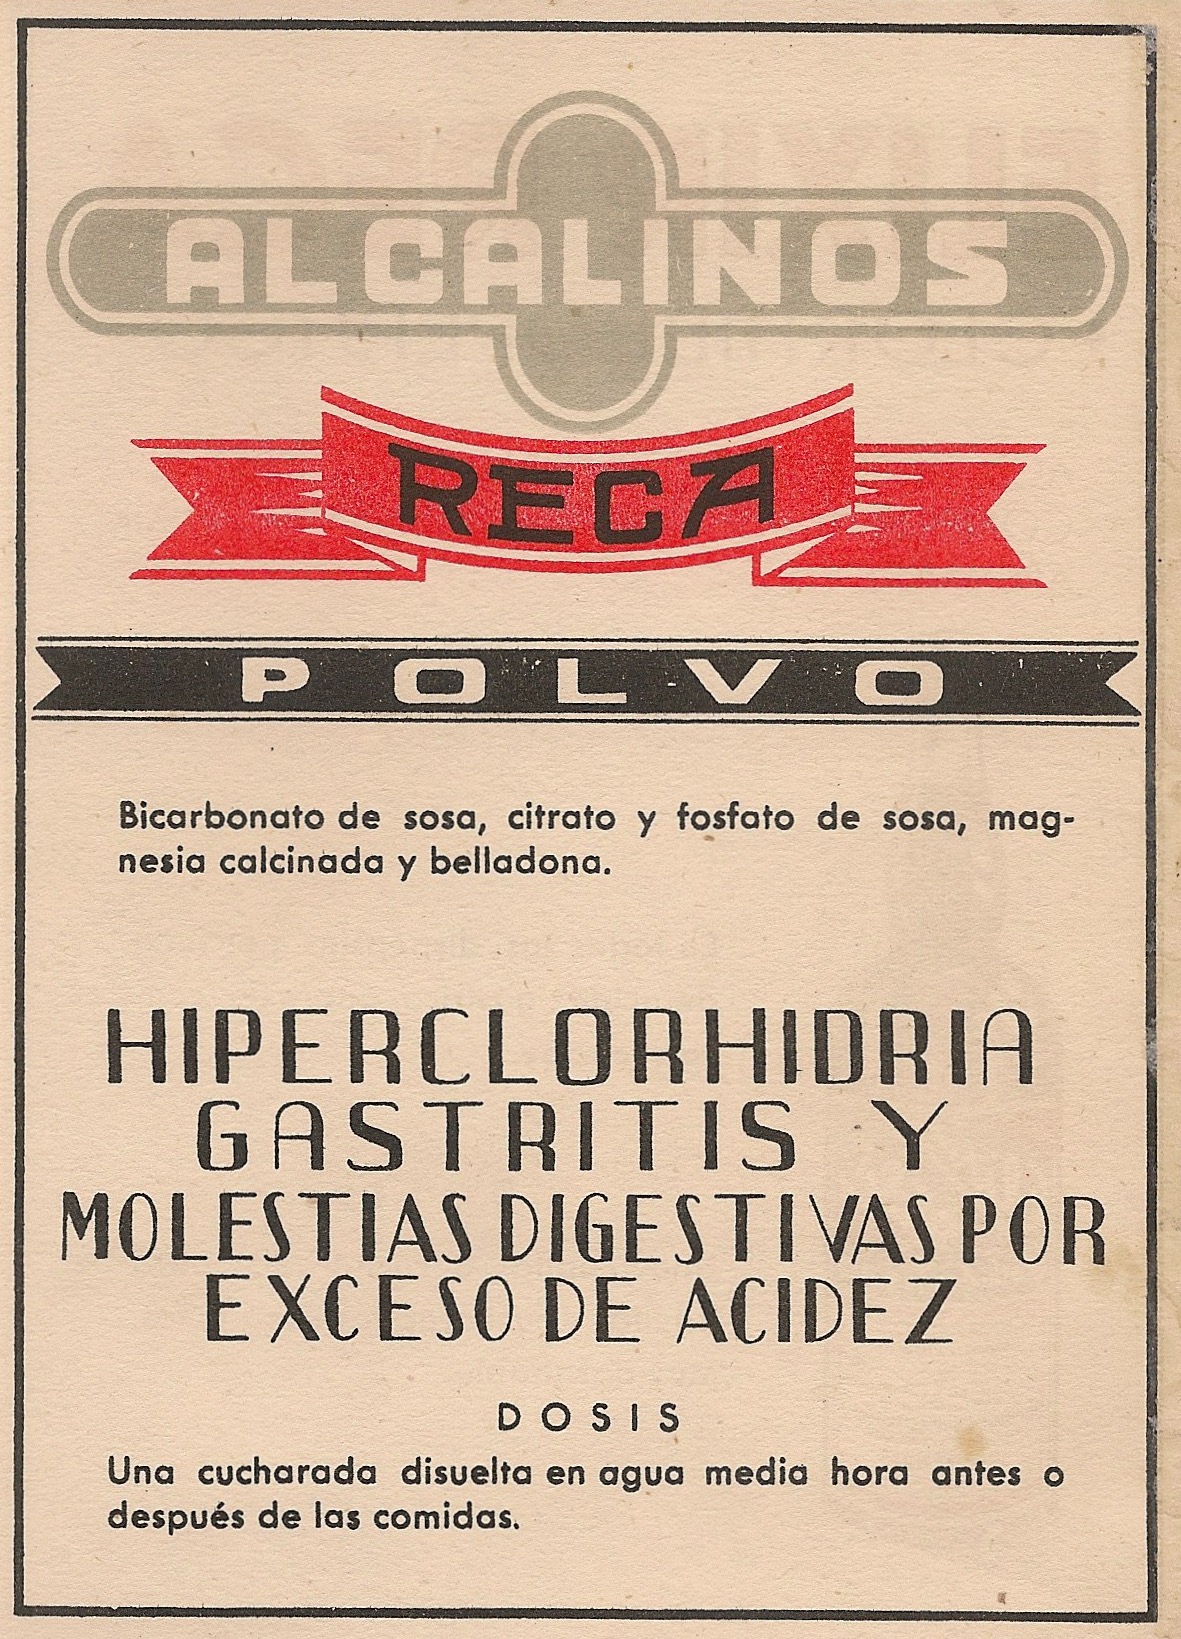 ALCALINOS
RECA
POLVO
Bicarbonato de sosa, citrato y fosfato de sosa, mag-
nesia calcinada y belladona.
HIPERCLORHIDRIA
GASTRITIS Y
MOLESTIAS DIGESTIVAS POR
EXCESO DE ACIDEZ
DOSIS
Una cucharada disuelta en agua media hora antes o
después de las comidas.